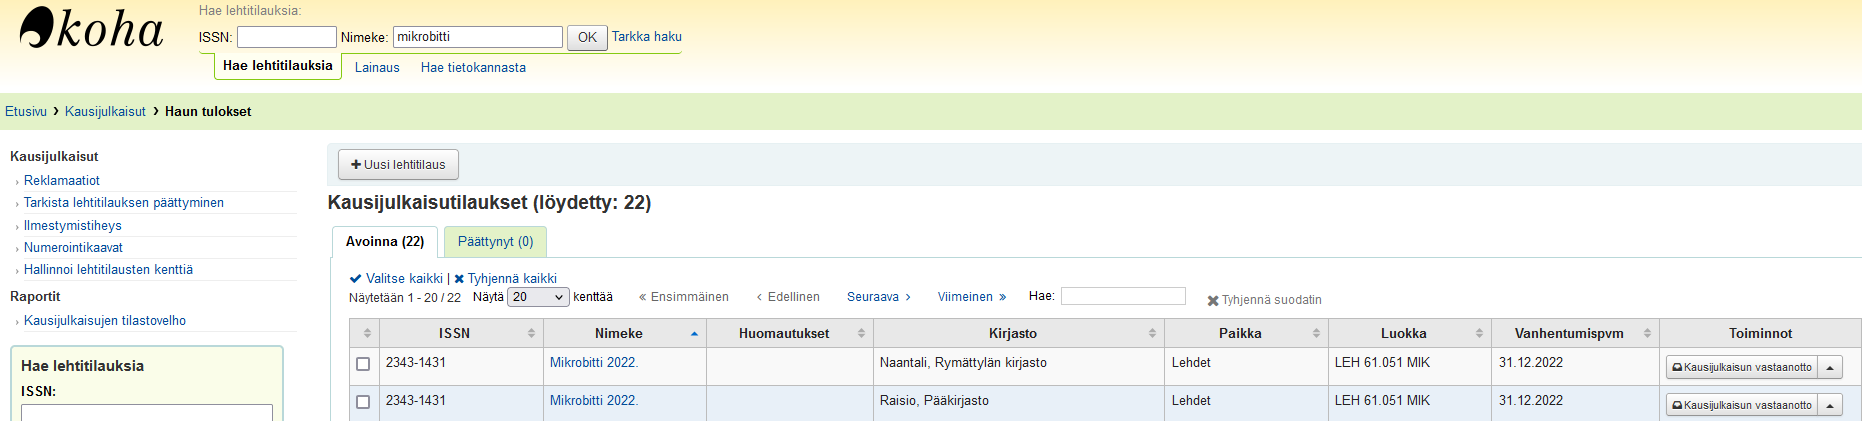 koha
Hae lehtitilauksia:
ISSN: Nimeke: mikrobitti OK Tarkka haku
Hae lehtitilauksia Lainaus Hae tietokannasta
Etusivu › Kausijulkaisut › Haun tulokset
Kausijulkaisut
› Reklamaatiot
› Tarkista lehtitilauksen päättyminen
› Ilmestymistiheys
› Numerointikaavat
› Hallinnoi lehtitilausten kenttiä
Raportit
› Kausijulkaisujen tilastovelho
Hae lehtitilauksia
ISSN:
+ Uusi lehtitilaus
Kausijulkaisutilaukset (löydetty: 22)
Avoinna (22) Päättynyt (0)
✔ Valitse kaikki | ✖ Tyhjennä kaikki
Näytetään 1 - 20 / 22 Näytä 20 kenttää « Ensimmäinen ‹ Edellinen Seuraava › Viimeinen » Hae: ✖ Tyhjennä suodatin
ISSN Nimeke Huomautukset Kirjasto Paikka Luokka Vanhentumispvm Toiminnot
2343-1431 Mikrobitti 2022. Naantali, Rymättylän kirjasto Lehdet LEH 61.051 MIK 31.12.2022 Kausijulkaisun vastaanotto
2343-1431 Mikrobitti 2022. Raisio, Pääkirjasto Lehdet LEH 61.051 MIK 31.12.2022 Kausijulkaisun vastaanotto